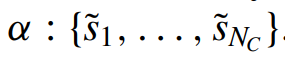 α : {s̃₁, . . . , s̃_{N_C}}.